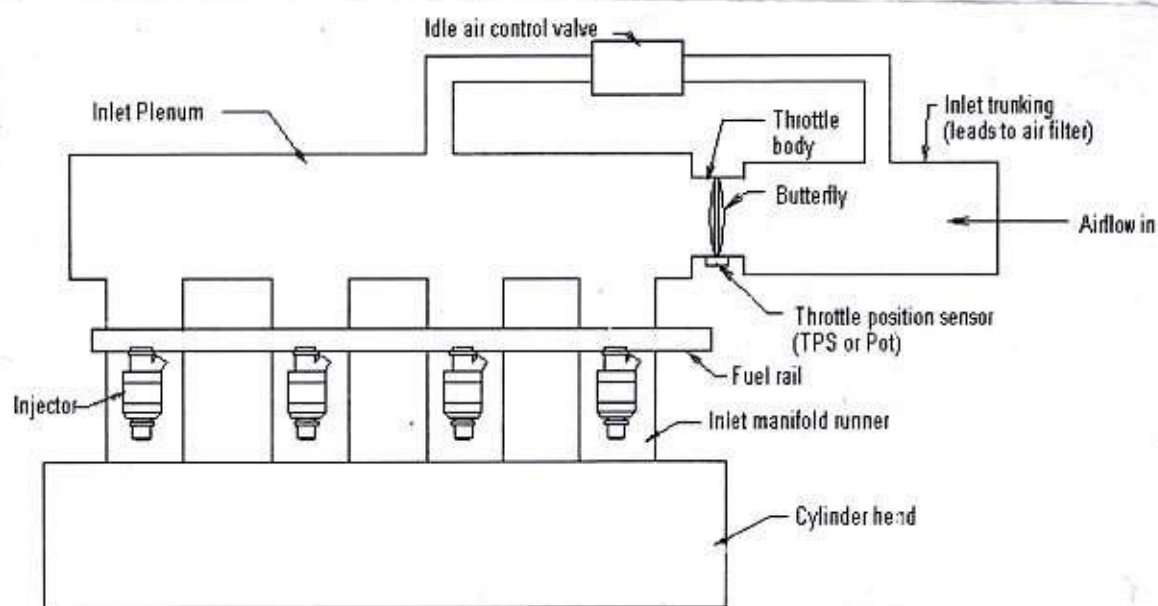 Idle air control valve
Inlet Plenum
Throttle
body
Inlet trunking
(leads to air filter)
Butterfly
Airflow in
Throttle position sensor
(TPS or Pot)
Fuel rail
Injector
Inlet manifold runner
Cylinder head